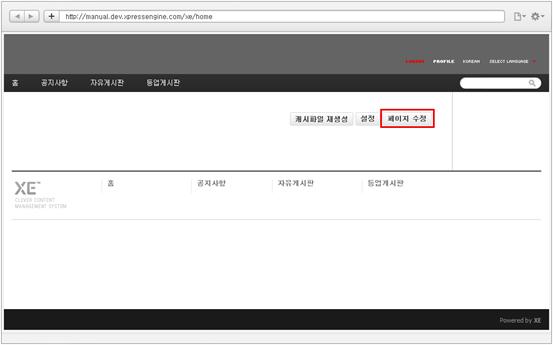 http://manual.dev.xpressengine.com/xe/home
LOGOUT PROFILE KOREAN SELECT LANGUAGE
홈 공지사항 자유게시판 등업게시판
캐시파일 재생성 설정 페이지 수정
XE™ 홈 공지사항 자유게시판 등업게시판
CLEVER CONTENT
MANAGEMENT SYSTEM
Powered by XE